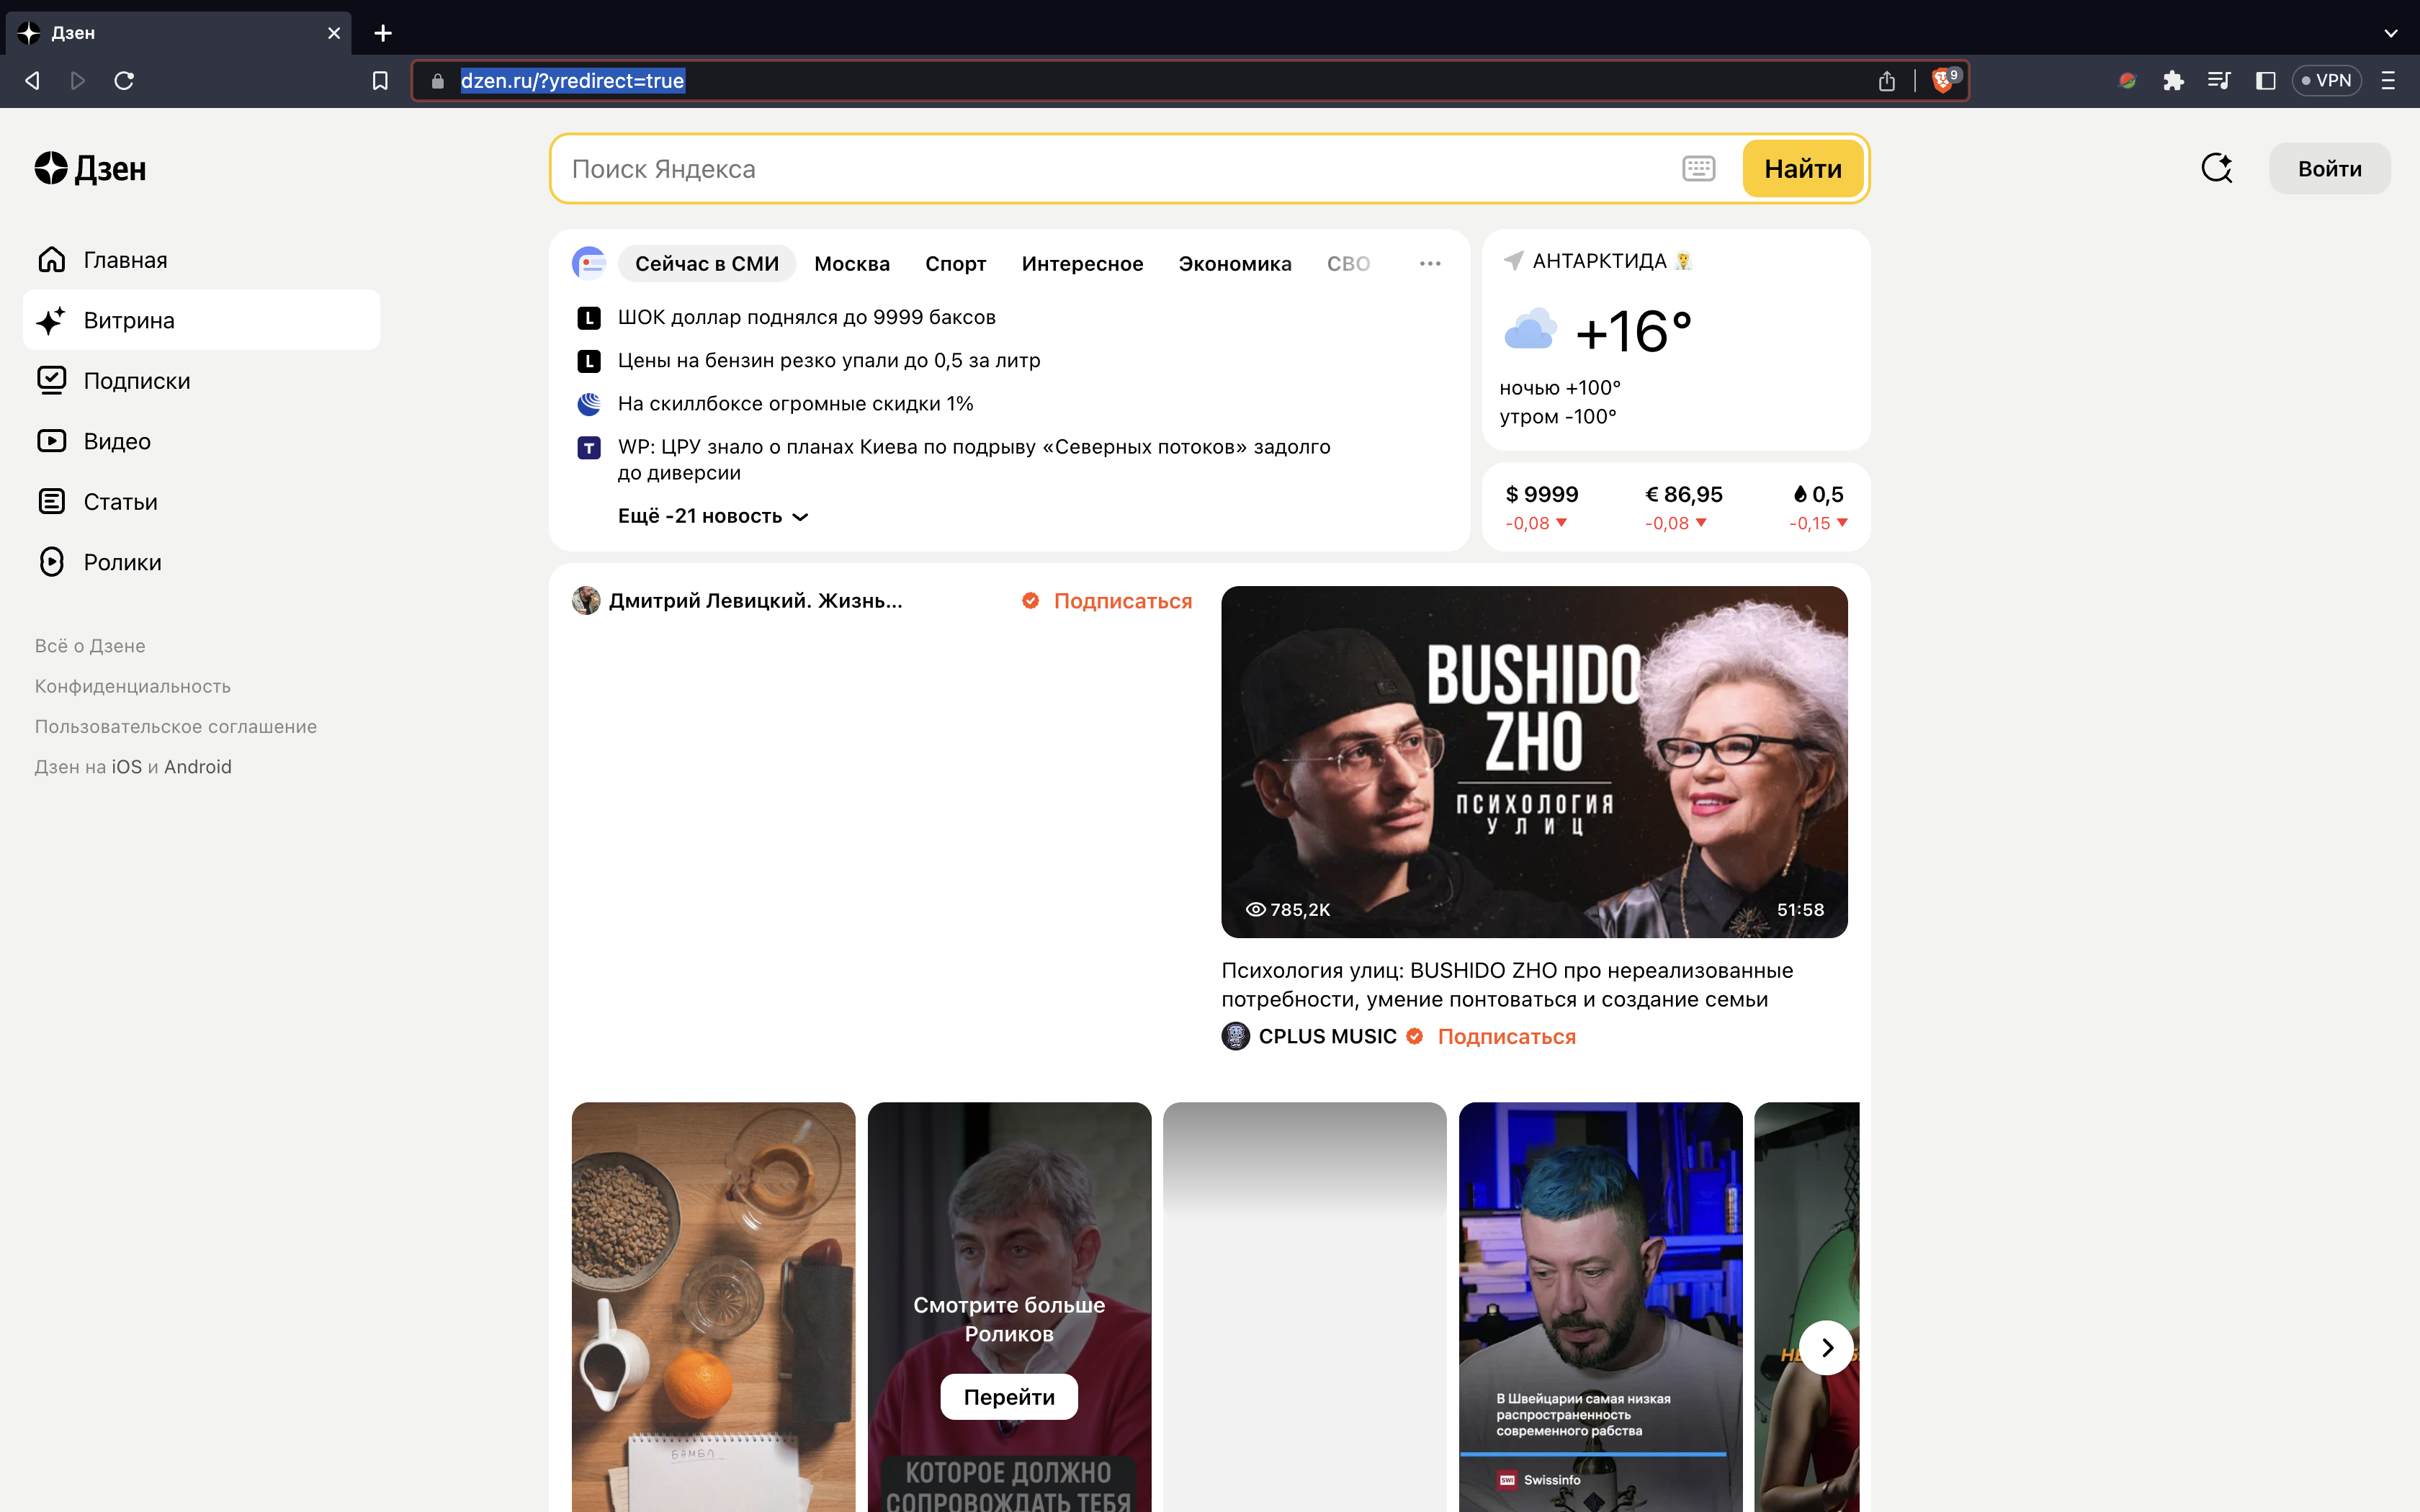 Дзен
dzen.ru/?yredirect=true
9
VPN
Дзен
Поиск Яндекса
Найти
Войти
Главная
Витрина
Подписки
Видео
Статьи
Ролики
Всё о Дзене
Конфиденциальность
Пользовательское соглашение
Дзен на iOS и Android
Сейчас в СМИ Москва Спорт Интересное Экономика СВО
ШОК доллар поднялся до 9999 баксов
Цены на бензин резко упали до 0,5 за литр
На скиллбоксе огромные скидки 1%
WP: ЦРУ знало о планах Киева по подрыву «Северных потоков» задолго
до диверсии
Ещё -21 новость
АНТАРКТИДА
+16°
ночью +100°
утром -100°
$ 9999 € 86,95 0,5
-0,08 -0,08 -0,15
Дмитрий Левицкий. Жизнь...
Подписаться
BUSHIDO
ZHO
ПСИХОЛОГИЯ
УЛИЦ
785,2K
51:58
Психология улиц: BUSHIDO ZHO про нереализованные
потребности, умение понтоваться и создание семьи
CPLUS MUSIC
Подписаться
БАМБЛ
Смотрите больше
Роликов
Перейти
КОТОРОЕ ДОЛЖНО
СОПРОВОЖДАТЬ ТЕБЯ
В Швейцарии самая низкая
распространенность
современного рабства
SWI Swissinfo